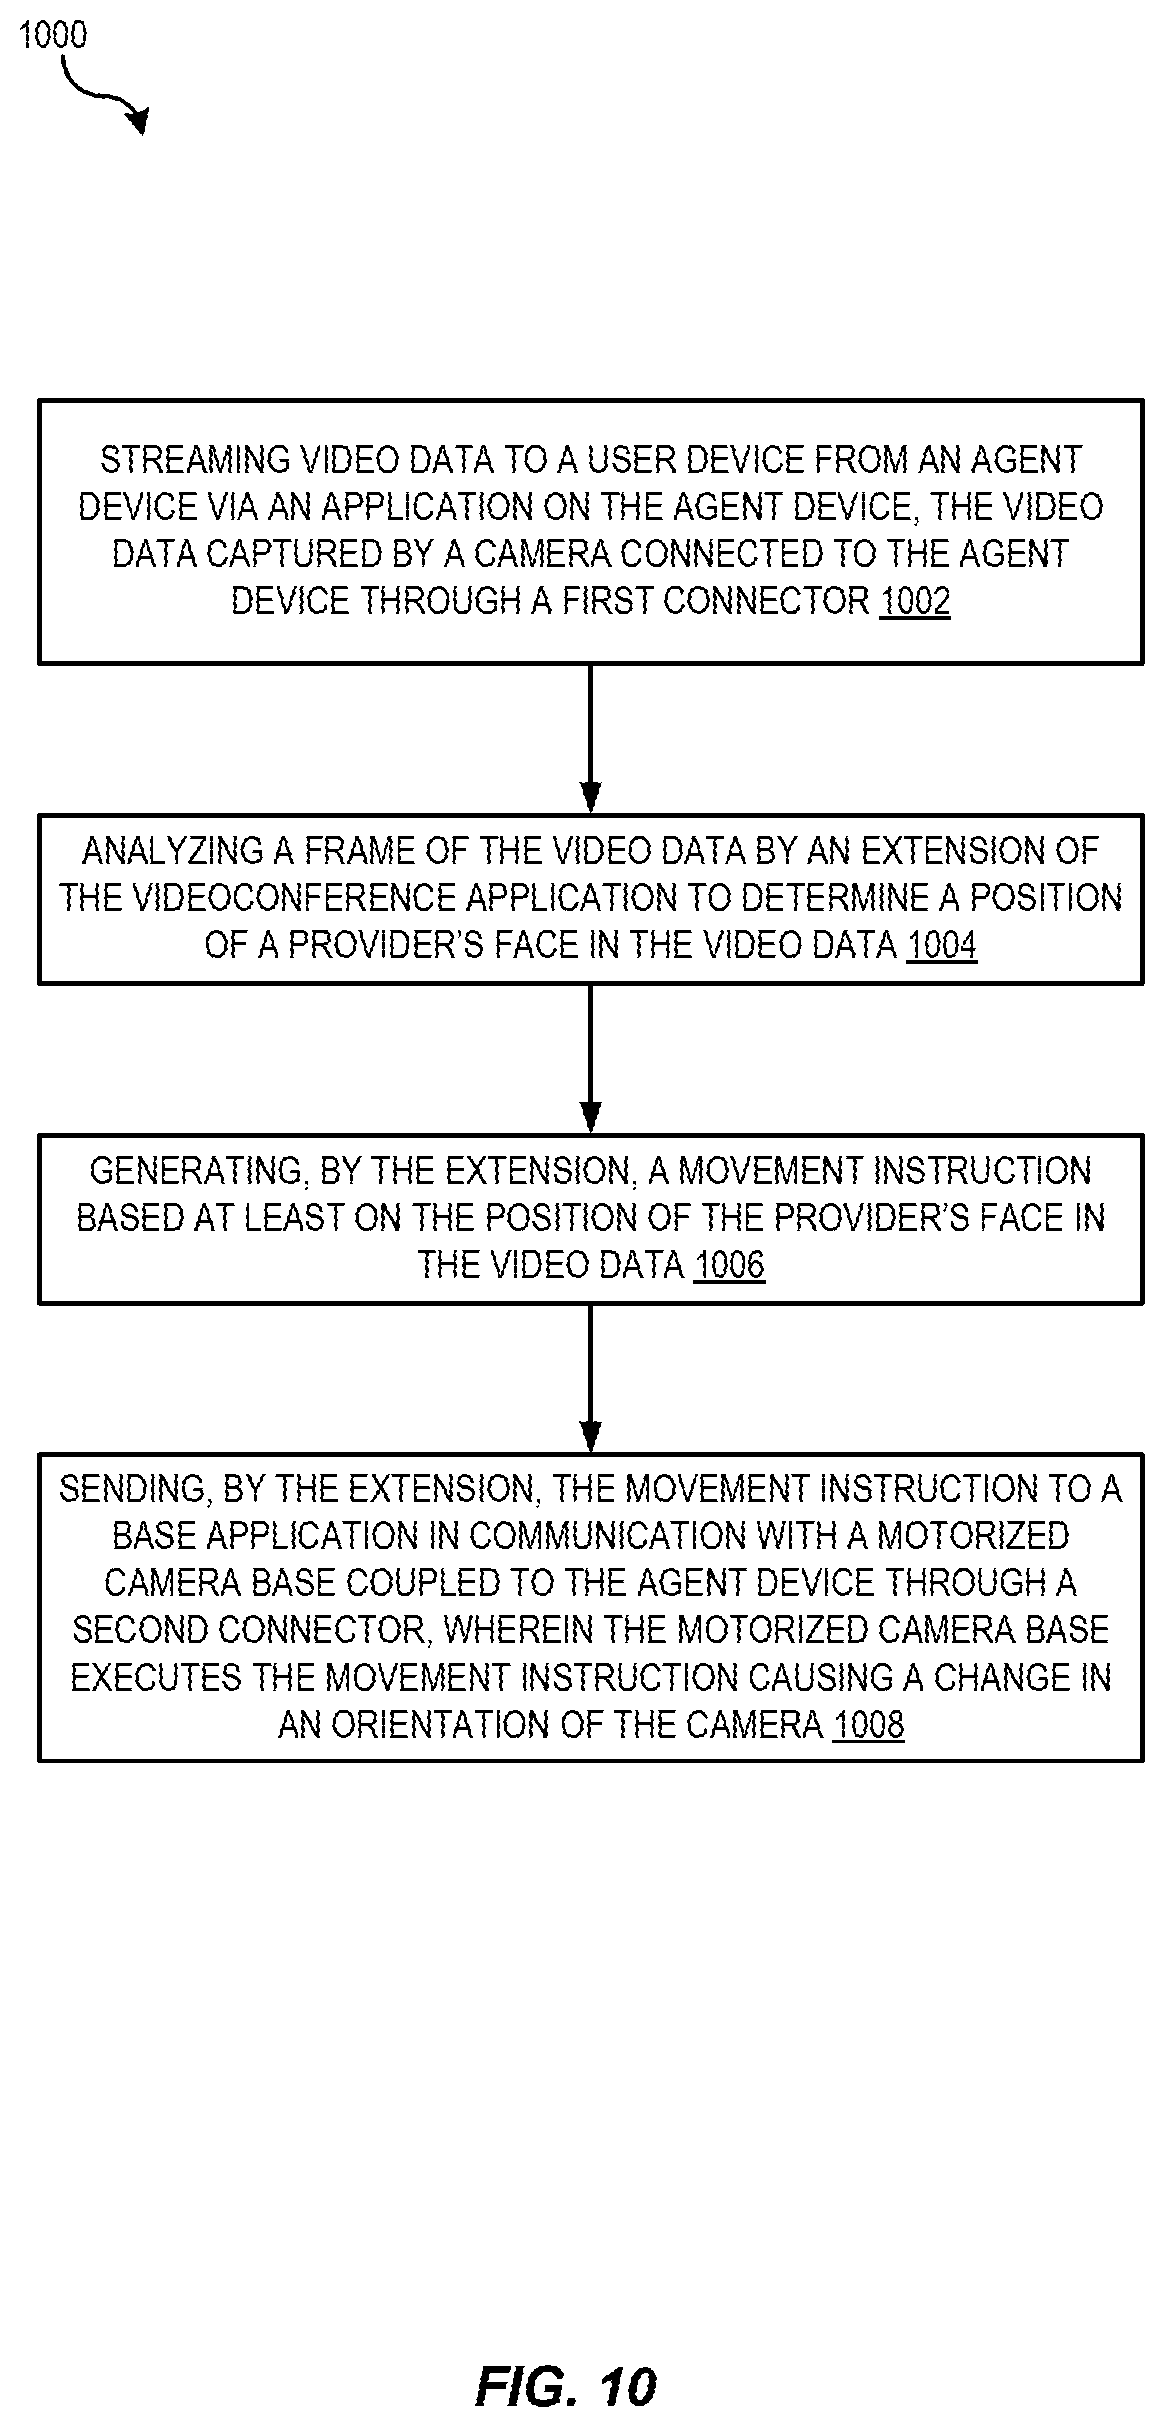 1000
STREAMING VIDEO DATA TO A USER DEVICE FROM AN AGENT
DEVICE VIA AN APPLICATION ON THE AGENT DEVICE, THE VIDEO
DATA CAPTURED BY A CAMERA CONNECTED TO THE AGENT
DEVICE THROUGH A FIRST CONNECTOR 1002
ANALYZING A FRAME OF THE VIDEO DATA BY AN EXTENSION OF
THE VIDEOCONFERENCE APPLICATION TO DETERMINE A POSITION
OF A PROVIDER'S FACE IN THE VIDEO DATA 1004
GENERATING, BY THE EXTENSION, A MOVEMENT INSTRUCTION
BASED AT LEAST ON THE POSITION OF THE PROVIDER'S FACE IN
THE VIDEO DATA 1006
SENDING, BY THE EXTENSION, THE MOVEMENT INSTRUCTION TO A
BASE APPLICATION IN COMMUNICATION WITH A MOTORIZED
CAMERA BASE COUPLED TO THE AGENT DEVICE THROUGH A
SECOND CONNECTOR, WHEREIN THE MOTORIZED CAMERA BASE
EXECUTES THE MOVEMENT INSTRUCTION CAUSING A CHANGE IN
AN ORIENTATION OF THE CAMERA 1008
FIG. 10